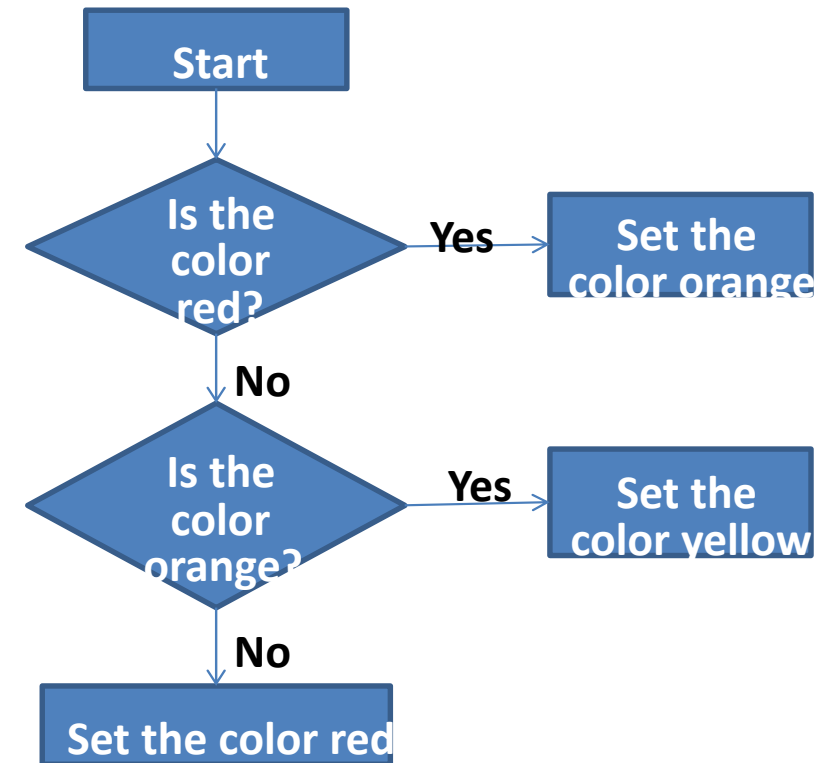 Start
Is the
color
red?
Yes
Set the
color orange
No
Is the
color
orange?
Yes
Set the
color yellow
No
Set the color red